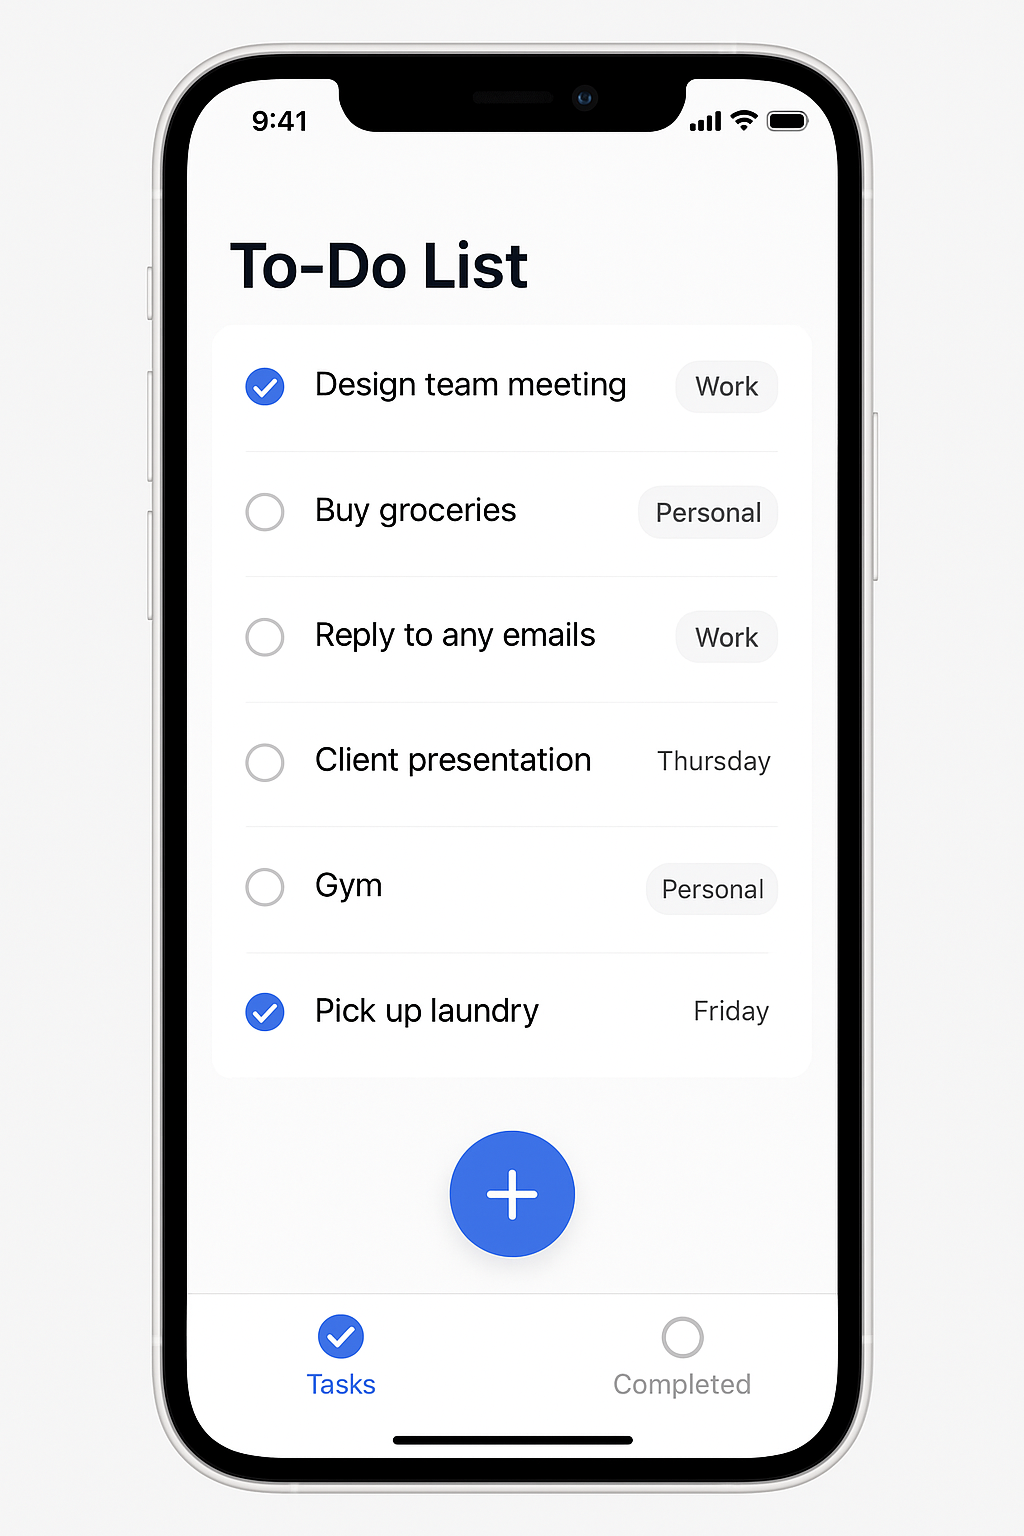 9:41
To-Do List
Design team meeting Work
Buy groceries Personal
Reply to any emails Work
Client presentation Thursday
Gym Personal
Pick up laundry Friday
Tasks Completed